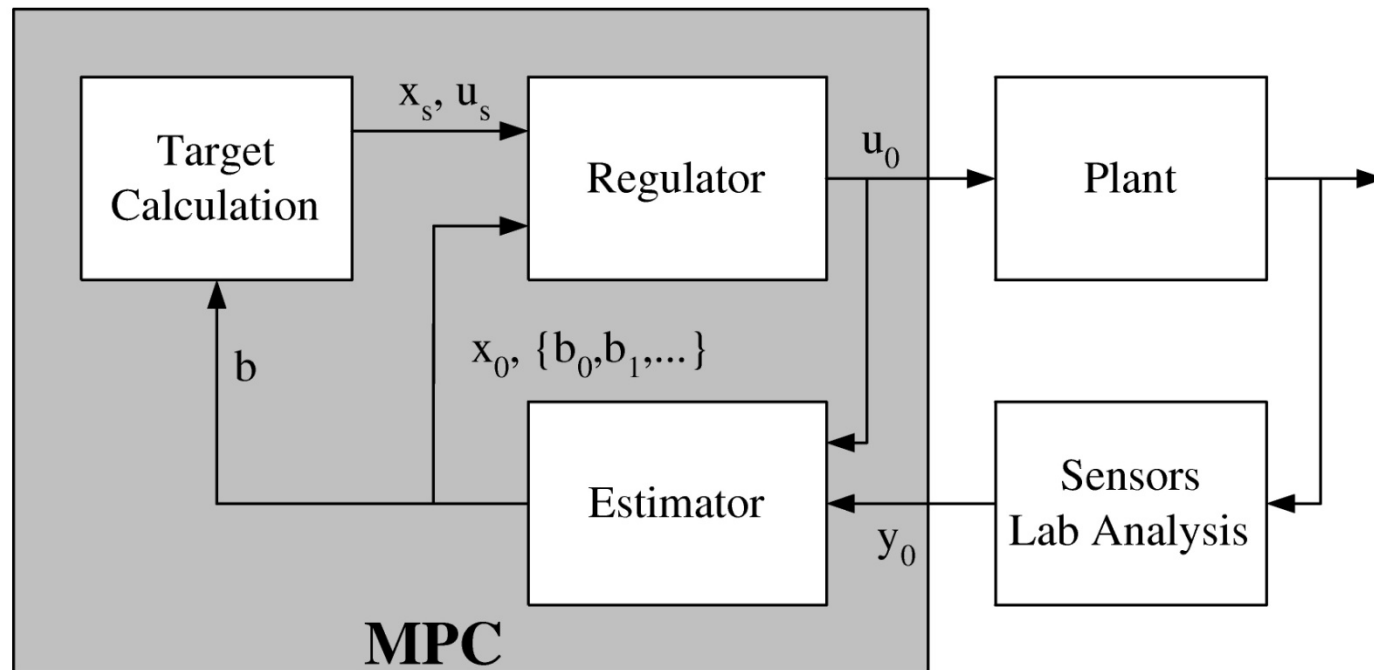 x_s, u_s
Target
Calculation
Regulator
u_0
Plant
x_0, {b_0,b_1,...}
b
Estimator
y_0
Sensors
Lab Analysis
MPC